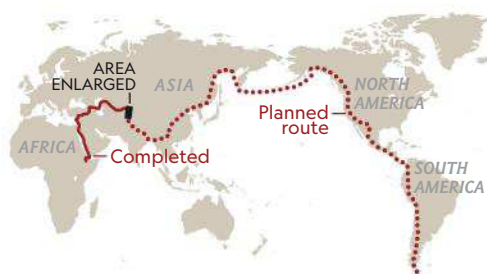 AREA
ENLARGED
ASIA
NORTH
AMERICA
Planned
route
AFRICA
Completed
SOUTH
AMERICA